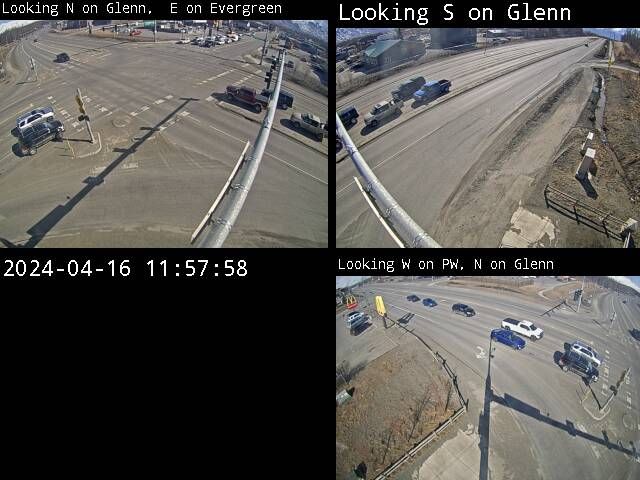 Looking N on Glenn,  E on Evergreen
Looking S on Glenn
2024-04-16 11:57:58
Looking W on PW, N on Glenn